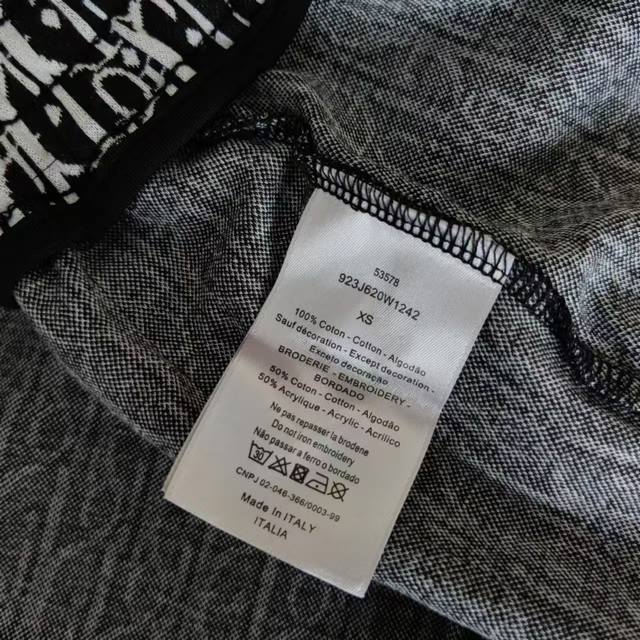 53578
923J620W1242
XS
100% Coton - Cotton - Algodão
Sauf décoration - Except decoration -
Exceto decoração
BRODERIE - EMBROIDERY -
BORDADO
50% Coton - Cotton - Algodão
50% Acrylique - Acrylic - Acrílico
Ne pas repasser la broderie
Do not iron embroidery
Não passar a ferro o bordado
30
CNPJ 02-046-366/0003-99
Made In ITALY
ITALIA